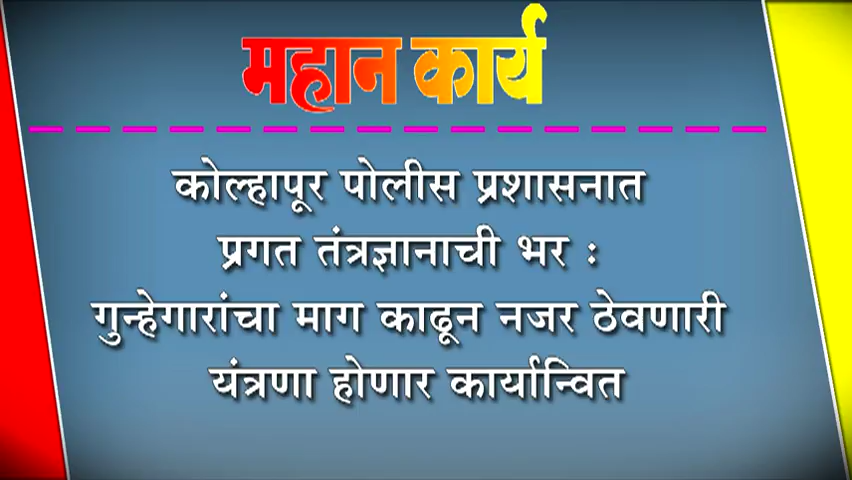 महान कार्य
कोल्हापूर पोलीस प्रशासनात
प्रगत तंत्रज्ञानाची भर :
गुन्हेगारांचा माग काढून नजर ठेवणारी
यंत्रणा होणार कार्यान्वित